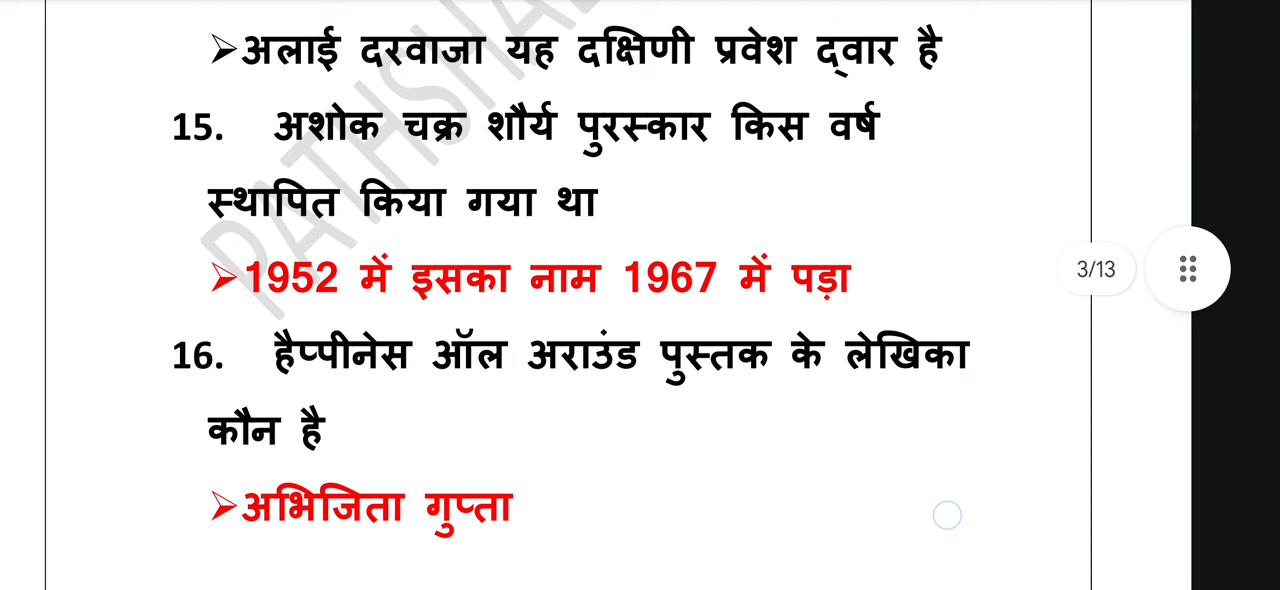 ➢अलाई दरवाजा यह दक्षिणी प्रवेश द्वार है
15. अशोक चक्र शौर्य पुरस्कार किस वर्ष
स्थापित किया गया था
➢1952 में इसका नाम 1967 में पड़ा
3/13
16. हैप्पीनेस ऑल अराउंड पुस्तक के लेखिका
कौन है
➢अभिजिता गुप्ता